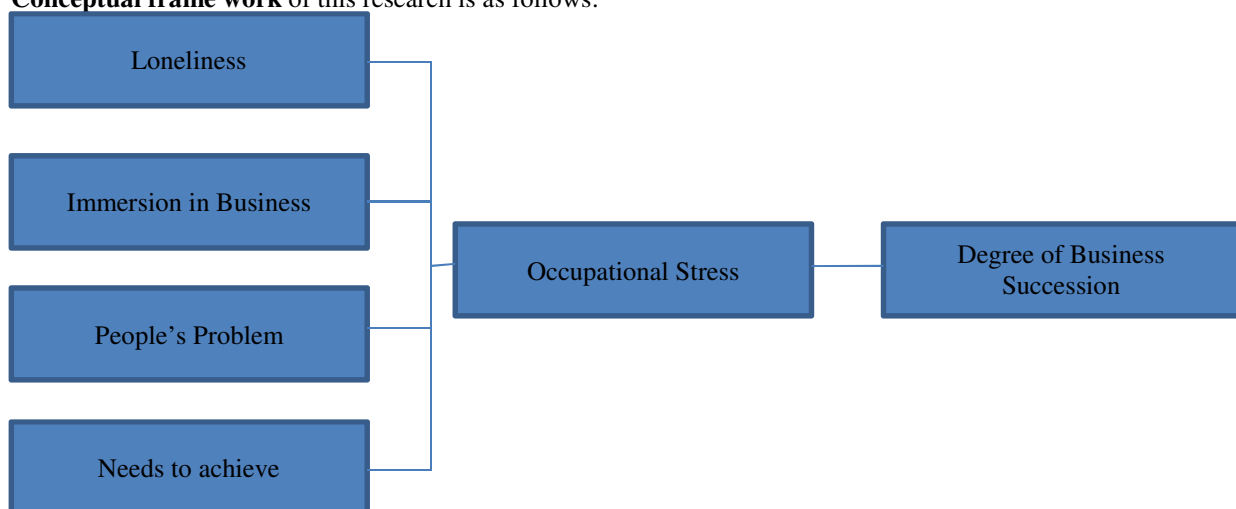 Conceptual frame work of this research is as follows:
Loneliness
Immersion in Business
People’s Problem
Needs to achieve
Occupational Stress
Degree of Business
Succession